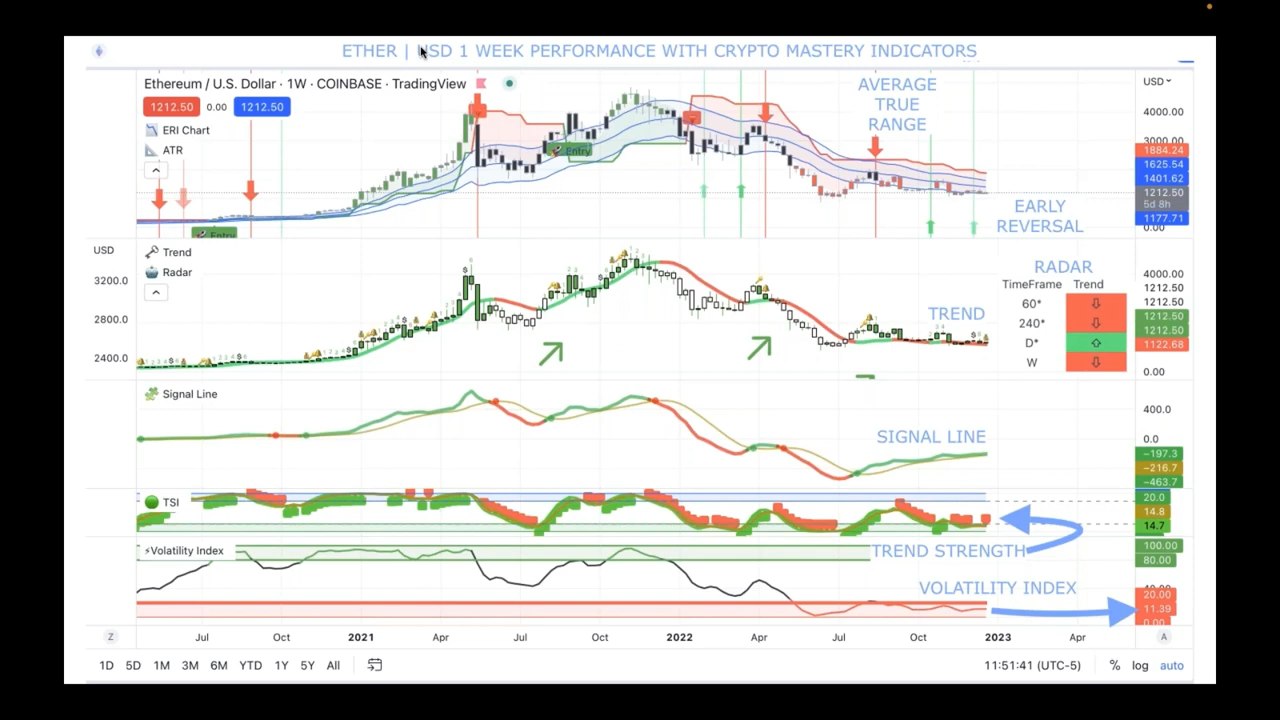 ETHER | USD 1 WEEK PERFORMANCE WITH CRYPTO MASTERY INDICATORS
Ethereum / U.S. Dollar · 1W · COINBASE · TradingView
USD
1212.50 0.00 1212.50
ERI Chart
ATR
AVERAGE
TRUE
RANGE
4000.00
3000.00
1884.24
1625.54
1401.62
1212.50
5d 8h
1177.71
0.00
Entry
Entry
EARLY
REVERSAL
USD
Trend
Radar
3200.0
2800.0
2400.0
TREND
RADAR
TimeFrame Trend
60*
240*
D*
W
4000.00
1212.50
1212.50
1212.50
1212.50
1122.68
0.00
Signal Line
SIGNAL LINE
400.0
0.0
−197.3
−216.7
−463.7
TSI
20.0
14.8
14.7
TREND STRENGTH
⚡Volatility Index
100.00
80.00
40.00
20.00
11.39
0.00
VOLATILITY INDEX
Z Jul Oct 2021 Apr Jul Oct 2022 Apr Jul Oct 2023 Apr A
1D 5D 1M 3M 6M YTD 1Y 5Y All 11:51:41 (UTC-5) % log auto